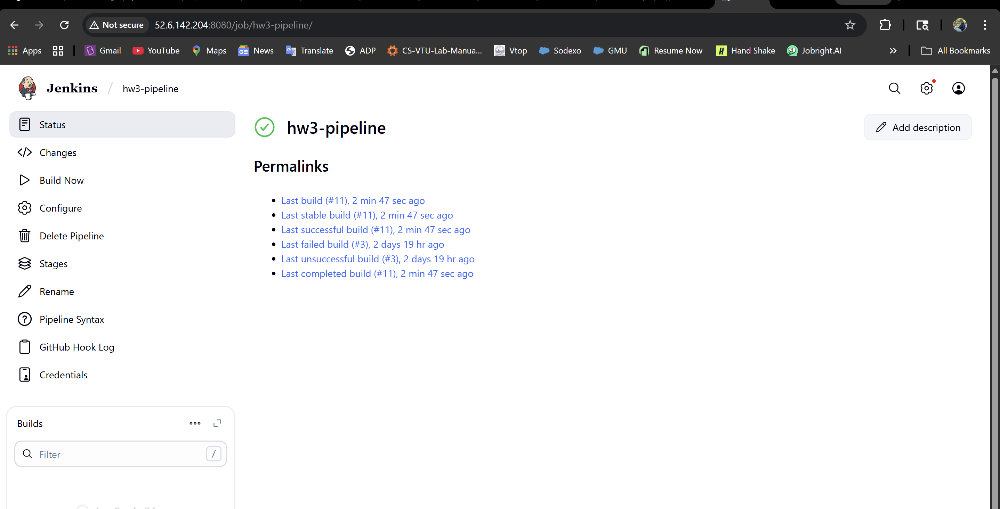 Not secure 52.6.142.204:8080/job/hw3-pipeline/
Apps Gmail YouTube Maps News Translate ADP CS-VTU-Lab-Manua... Vtop Sodexo GMU Resume Now Hand Shake Jobright.AI All Bookmarks
Jenkins / hw3-pipeline
Status
Changes
Build Now
Configure
Delete Pipeline
Stages
Rename
Pipeline Syntax
GitHub Hook Log
Credentials
Builds
Filter /
hw3-pipeline
Add description
Permalinks
Last build (#11), 2 min 47 sec ago
Last stable build (#11), 2 min 47 sec ago
Last successful build (#11), 2 min 47 sec ago
Last failed build (#3), 2 days 19 hr ago
Last unsuccessful build (#3), 2 days 19 hr ago
Last completed build (#11), 2 min 47 sec ago